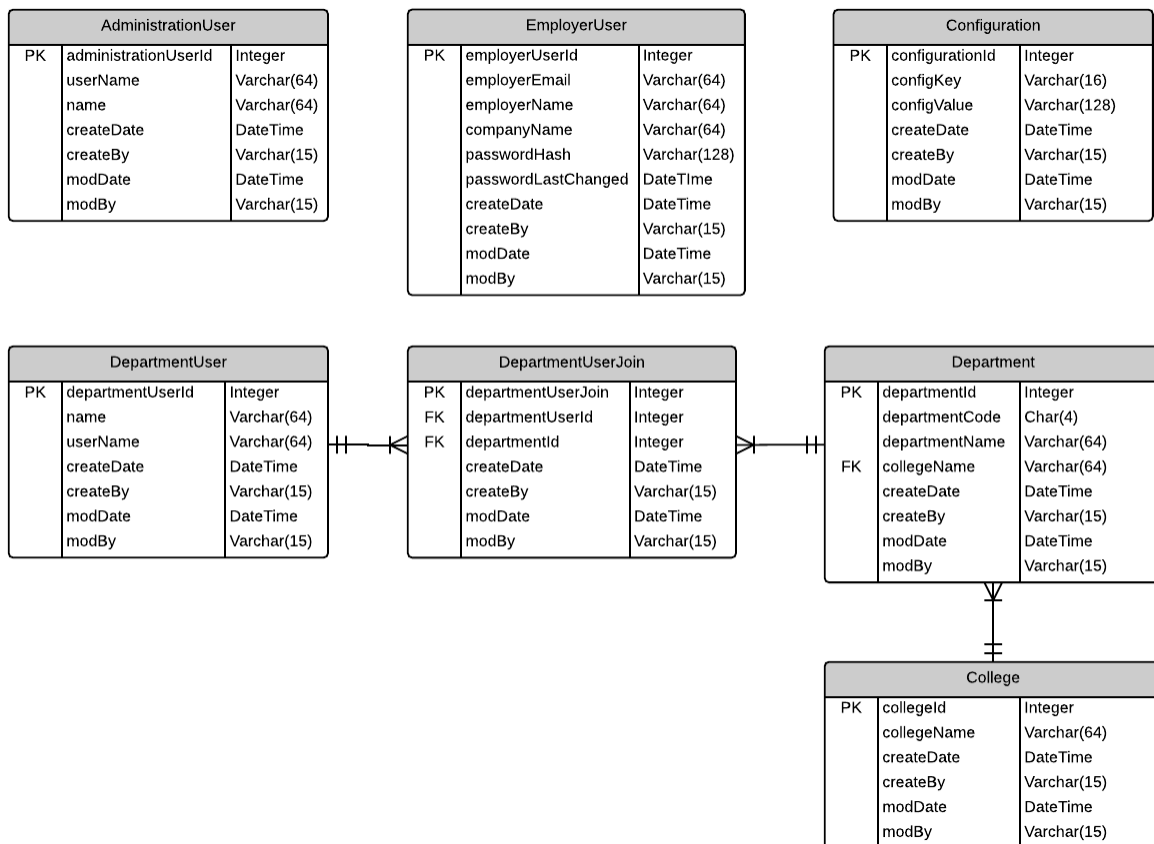 AdministrationUser
PK administrationUserId Integer
userName Varchar(64)
name Varchar(64)
createDate DateTime
createBy Varchar(15)
modDate DateTime
modBy Varchar(15)
EmployerUser
PK employerUserId Integer
employerEmail Varchar(64)
employerName Varchar(64)
companyName Varchar(64)
passwordHash Varchar(128)
passwordLastChanged DateTIme
createDate DateTime
createBy Varchar(15)
modDate DateTime
modBy Varchar(15)
Configuration
PK configurationId Integer
configKey Varchar(16)
configValue Varchar(128)
createDate DateTime
createBy Varchar(15)
modDate DateTime
modBy Varchar(15)
DepartmentUser
PK departmentUserId Integer
name Varchar(64)
userName Varchar(64)
createDate DateTime
createBy Varchar(15)
modDate DateTime
modBy Varchar(15)
DepartmentUserJoin
PK departmentUserJoin Integer
FK departmentUserId Integer
FK departmentId Integer
createDate DateTime
createBy Varchar(15)
modDate DateTime
modBy Varchar(15)
Department
PK departmentId Integer
departmentCode Char(4)
departmentName Varchar(64)
FK collegeName Varchar(64)
createDate DateTime
createBy Varchar(15)
modDate DateTime
modBy Varchar(15)
College
PK collegeId Integer
collegeName Varchar(64)
createDate DateTime
createBy Varchar(15)
modDate DateTime
modBy Varchar(15)